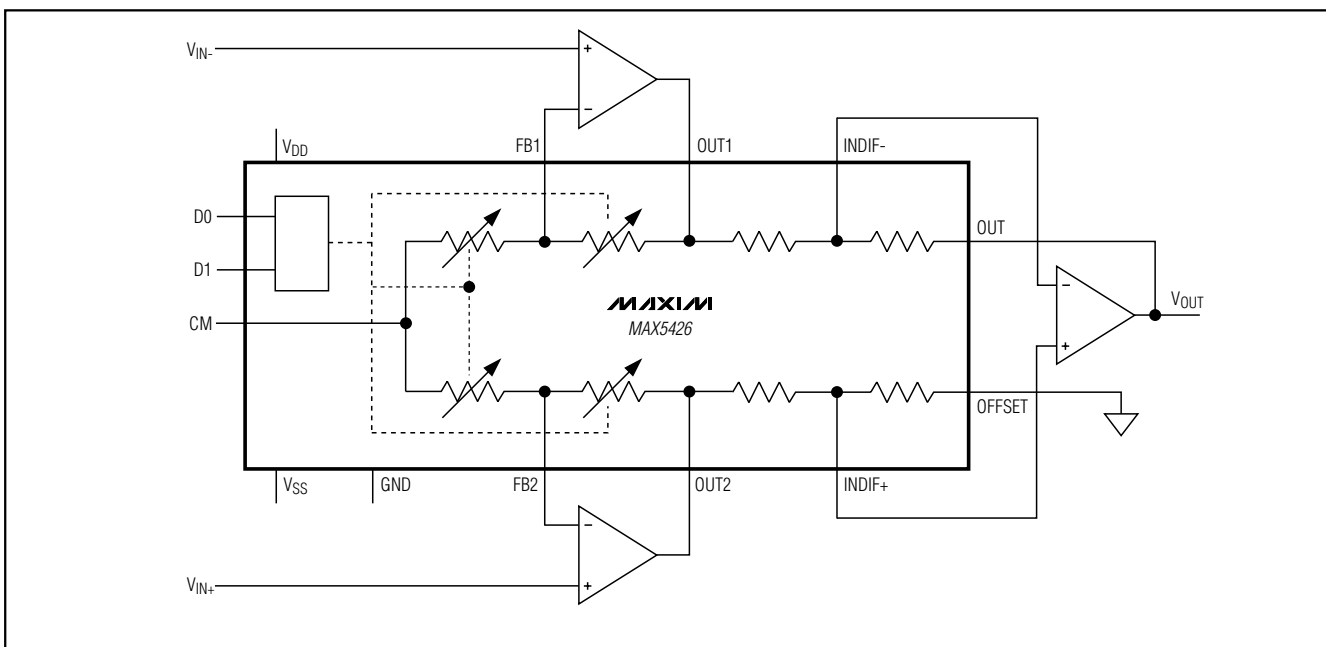 VIN-
+
−
VDD
FB1
OUT1
INDIF-
D0
D1
CM
MAXIM
MAX5426
OUT
−
+
VOUT
OFFSET
VSS
GND
FB2
OUT2
INDIF+
−
+
VIN+